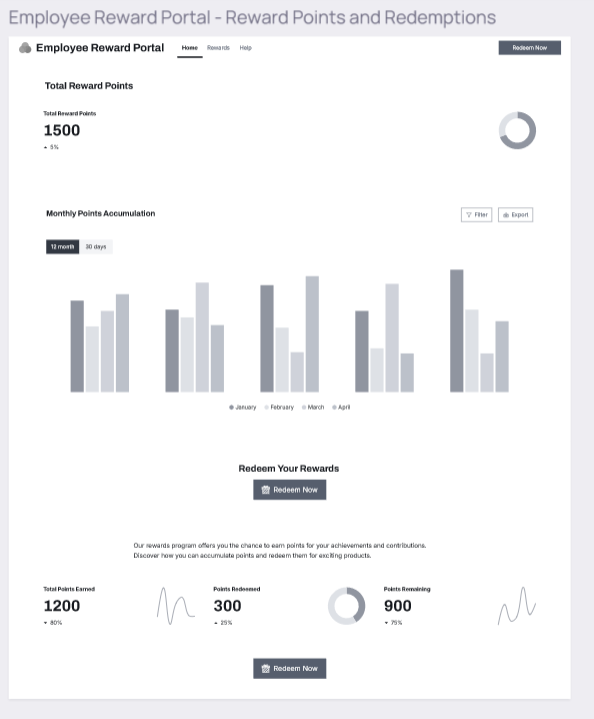 Employee Reward Portal - Reward Points and Redemptions
Employee Reward Portal Home Rewards Help Redeem Now
Total Reward Points
Total Reward Points
1500
5%
Monthly Points Accumulation Filter Export
12 month 30 days
January February March April
Redeem Your Rewards
Redeem Now
Our rewards program offers you the chance to earn points for your achievements and contributions.
Discover how you can accumulate points and redeem them for exciting products.
Total Points Earned Points Redeemed Points Remaining
1200 300 900
80% 25% 75%
Redeem Now